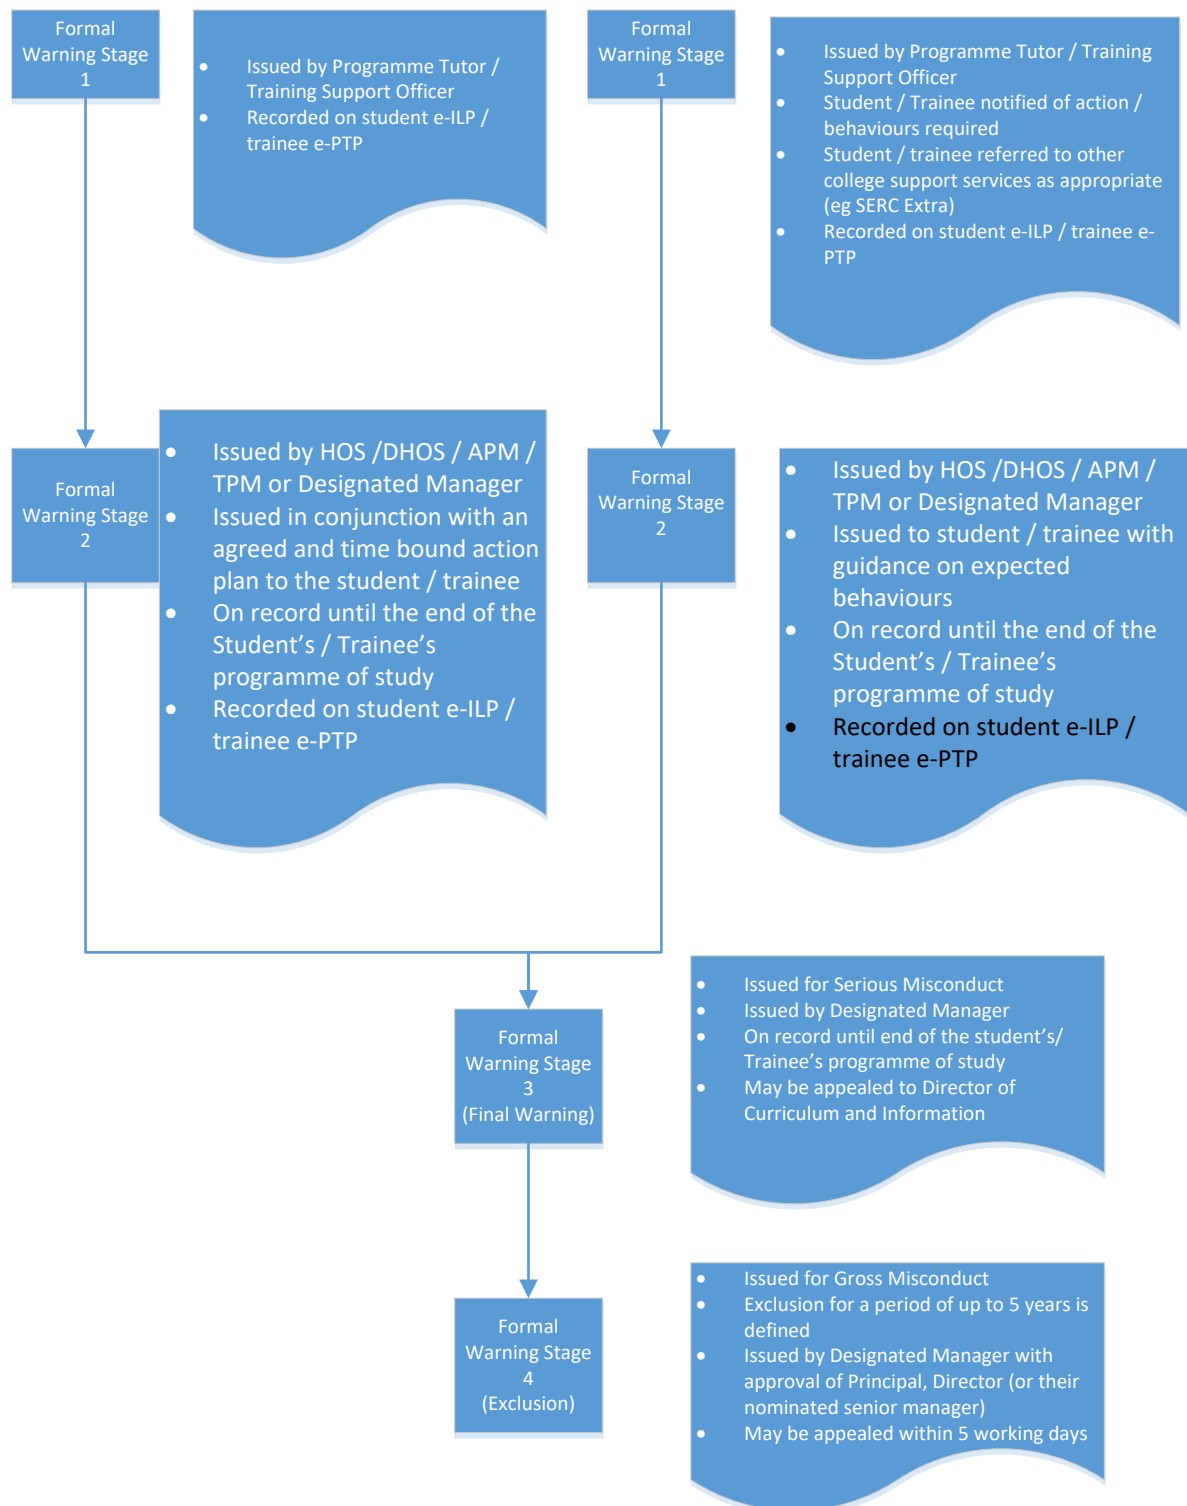 Formal
Warning Stage
1
• Issued by Programme Tutor /
Training Support Officer
• Recorded on student e-ILP /
trainee e-PTP
Formal
Warning Stage
1
• Issued by Programme Tutor / Training
Support Officer
• Student / Trainee notified of action /
behaviours required
• Student / trainee referred to other
college support services as appropriate
(eg SERC Extra)
• Recorded on student e-ILP / trainee e-
PTP
Formal
Warning Stage
2
• Issued by HOS /DHOS / APM /
TPM or Designated Manager
• Issued in conjunction with an
agreed and time bound action
plan to the student / trainee
• On record until the end of the
Student’s / Trainee’s
programme of study
• Recorded on student e-ILP /
trainee e-PTP
Formal
Warning Stage
2
• Issued by HOS /DHOS / APM /
TPM or Designated Manager
• Issued to student / trainee with
guidance on expected
behaviours
• On record until the end of the
Student’s / Trainee’s
programme of study
• Recorded on student e-ILP /
trainee e-PTP
Formal
Warning Stage
3
(Final Warning)
• Issued for Serious Misconduct
• Issued by Designated Manager
• On record until end of the student’s/
Trainee’s programme of study
• May be appealed to Director of
Curriculum and Information
Formal
Warning Stage
4
(Exclusion)
• Issued for Gross Misconduct
• Exclusion for a period of up to 5 years is
defined
• Issued by Designated Manager with
approval of Principal, Director (or their
nominated senior manager)
• May be appealed within 5 working days